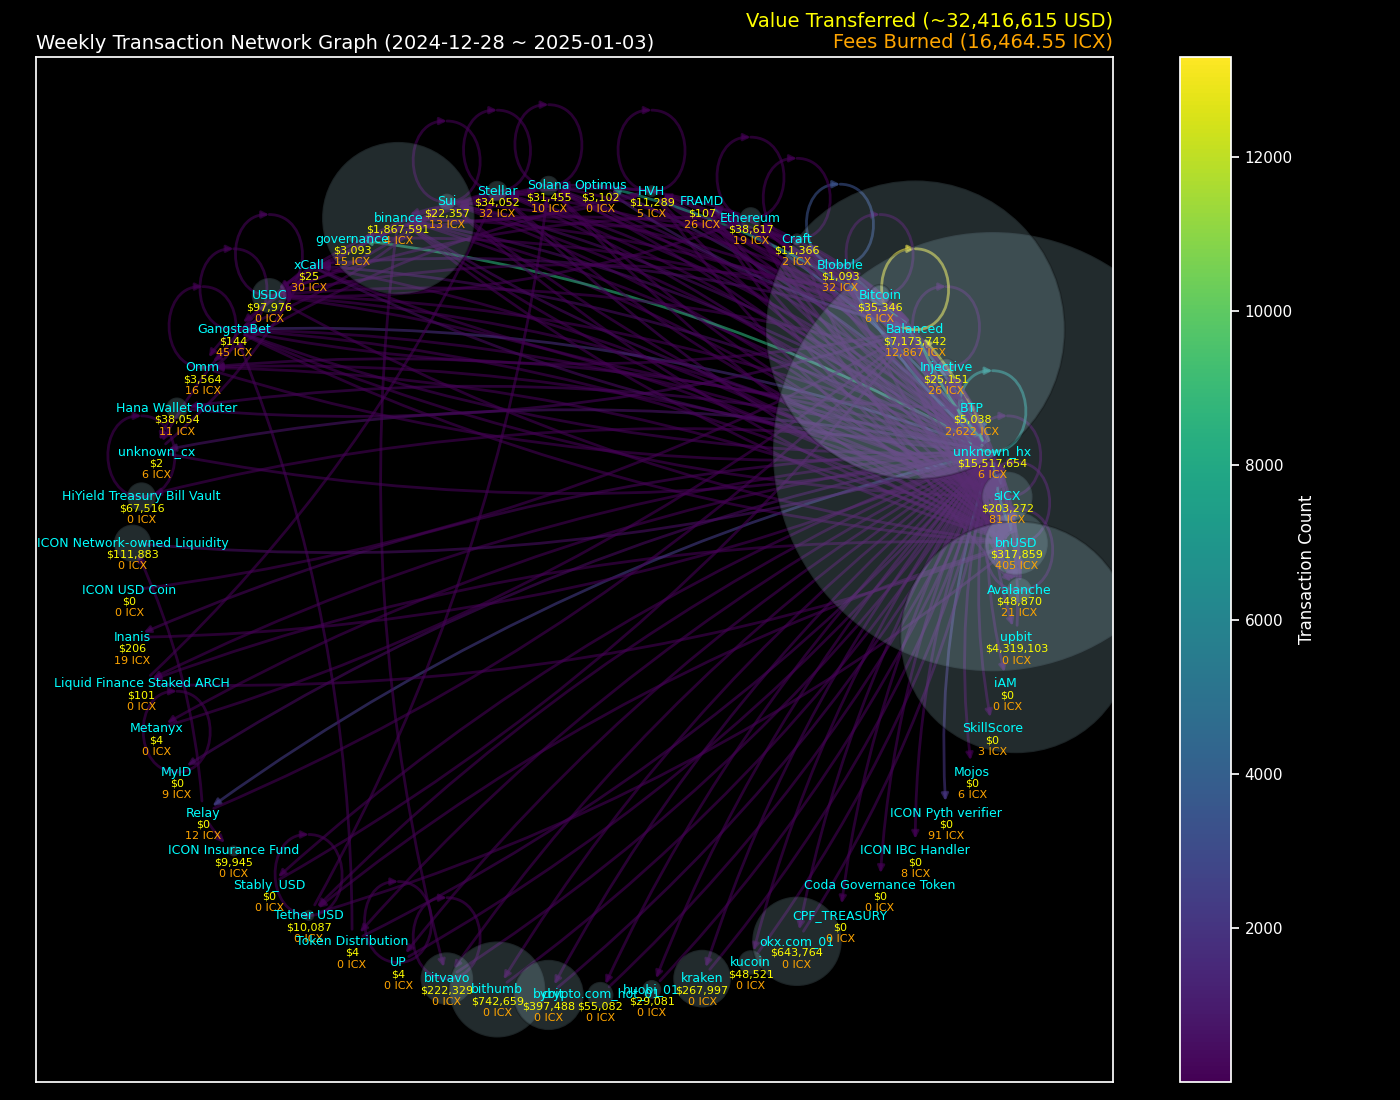 Value Transferred (~32,416,615 USD)
Weekly Transaction Network Graph (2024-12-28 ~ 2025-01-03)
Fees Burned (16,464.55 ICX)
Solana
$31,455
10 ICX
Optimus
$3,102
0 ICX
HVH
$11,289
5 ICX
Stellar
$34,052
32 ICX
Sui
$22,357
13 ICX
FRAMD
$107
26 ICX
binance
$1,867,591
4 ICX
Ethereum
$38,617
19 ICX
governance
$3,093
15 ICX
Craft
$11,366
2 ICX
xCall
$25
30 ICX
Blobble
$1,093
32 ICX
USDC
$97,976
0 ICX
Bitcoin
$35,346
6 ICX
GangstaBet
$144
45 ICX
Balanced
$7,173,742
12,867 ICX
Omm
$3,564
16 ICX
Injective
$25,151
26 ICX
Hana Wallet Router
$38,054
11 ICX
BTP
$5,038
2,622 ICX
unknown_cx
$2
6 ICX
unknown_hx
$15,517,654
6 ICX
HiYield Treasury Bill Vault
$67,516
0 ICX
sICX
$203,272
81 ICX
ICON Network-owned Liquidity
$111,883
0 ICX
bnUSD
$317,859
405 ICX
ICON USD Coin
$0
0 ICX
Avalanche
$48,870
21 ICX
Inanis
$206
19 ICX
upbit
$4,319,103
0 ICX
Liquid Finance Staked ARCH
$101
0 ICX
iAM
$0
0 ICX
Metanyx
$4
0 ICX
SkillScore
$0
3 ICX
MyID
$0
9 ICX
Mojos
$0
6 ICX
Relay
$0
12 ICX
ICON Pyth verifier
$0
91 ICX
ICON Insurance Fund
$9,945
0 ICX
ICON IBC Handler
$0
8 ICX
Stably_USD
$0
0 ICX
Coda Governance Token
$0
0 ICX
Tether USD
$10,087
0 ICX
CPF_TREASURY
$0
0 ICX
Token Distribution
$4
0 ICX
okx.com_01
$643,764
0 ICX
UP
$4
0 ICX
kucoin
$48,521
0 ICX
bitvavo
$222,329
0 ICX
kraken
$267,997
0 ICX
bithumb
$742,659
0 ICX
$397,488
0 ICX
crypto.com_hot_01
$55,082
0 ICX
huobi_01
$29,081
0 ICX
12000
10000
8000
6000
4000
2000
Transaction Count